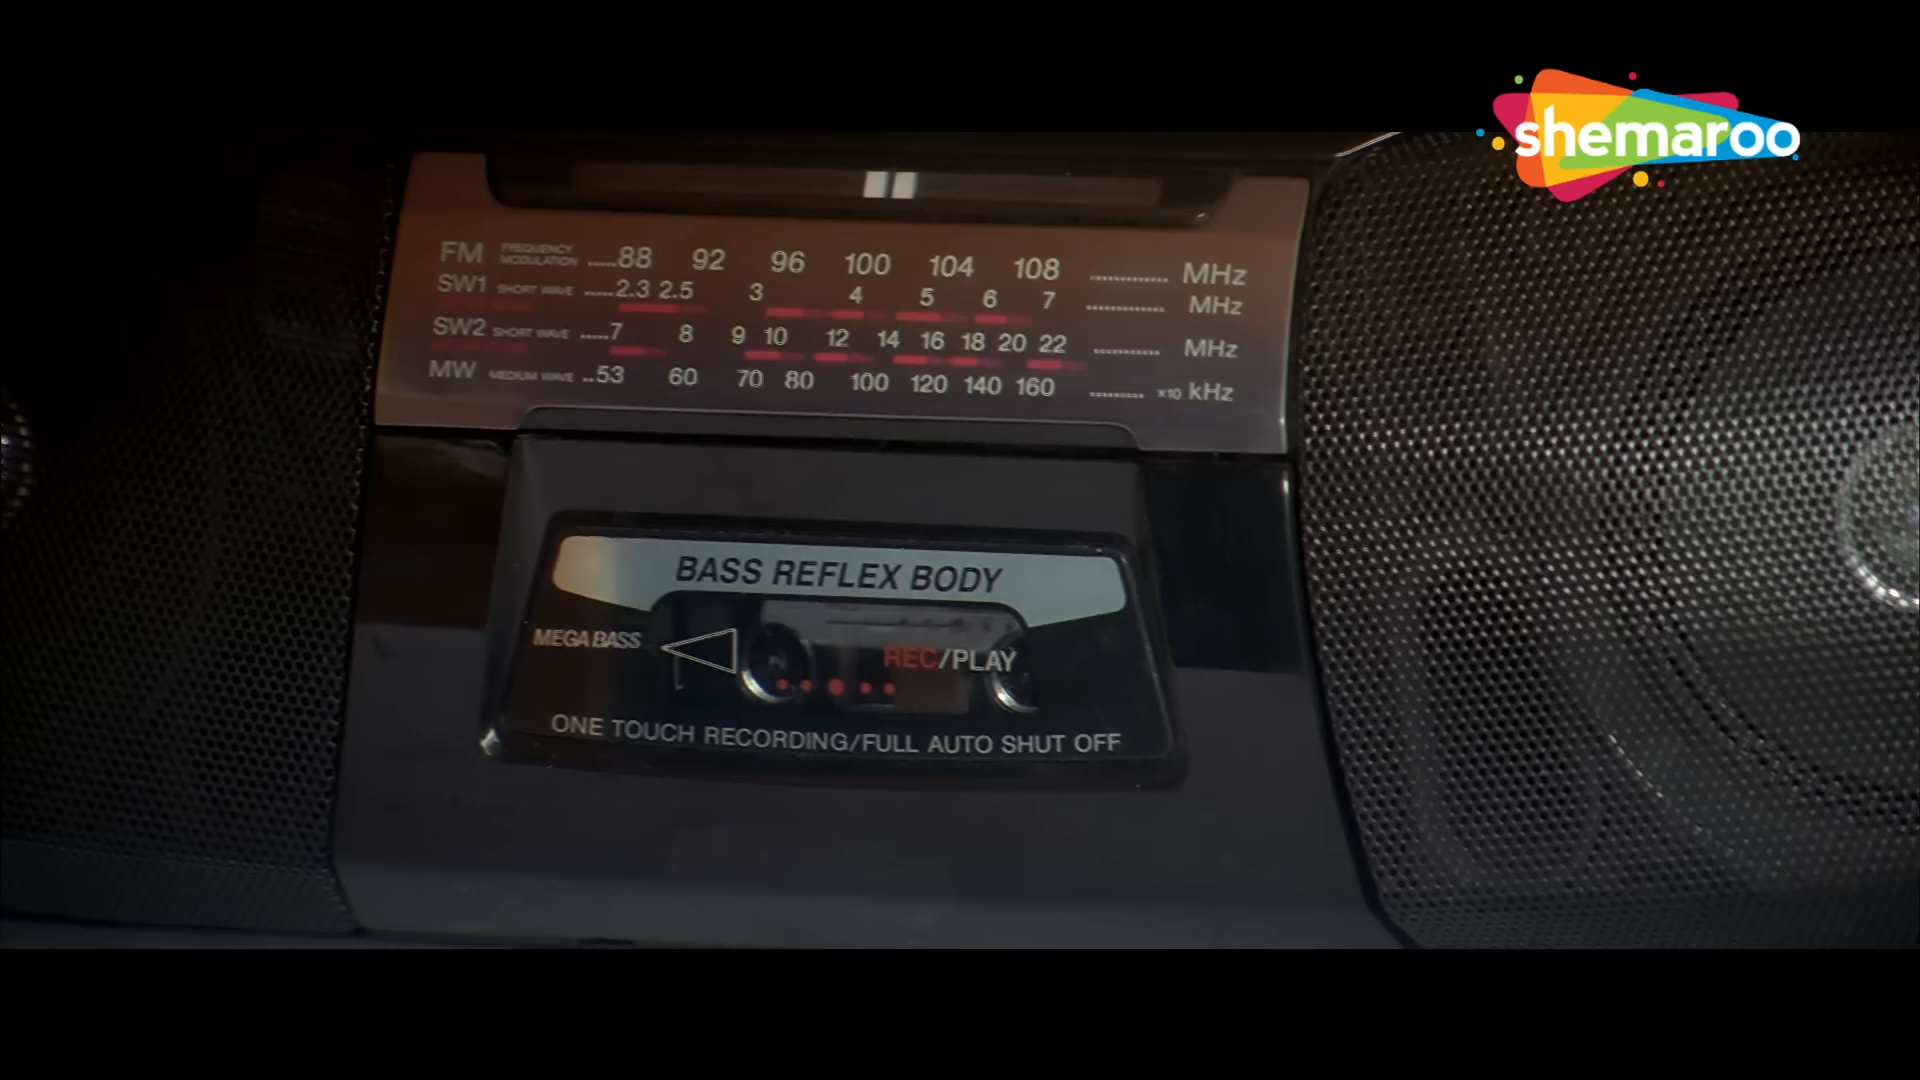 shemaroo
FM FREQUENCY MODULATION .....88 92 96 100 104 108 ............ MHz
SW1 SHORT WAVE .....2.3 2.5 3 4 5 6 7 ............ MHz
SW2 SHORT WAVE .....7 8 9 10 12 14 16 18 20 22 ............ MHz
MW MEDIUM WAVE ..53 60 70 80 100 120 140 160 ......... x10 kHz
BASS REFLEX BODY
MEGA BASS
REC/PLAY
ONE TOUCH RECORDING/FULL AUTO SHUT OFF